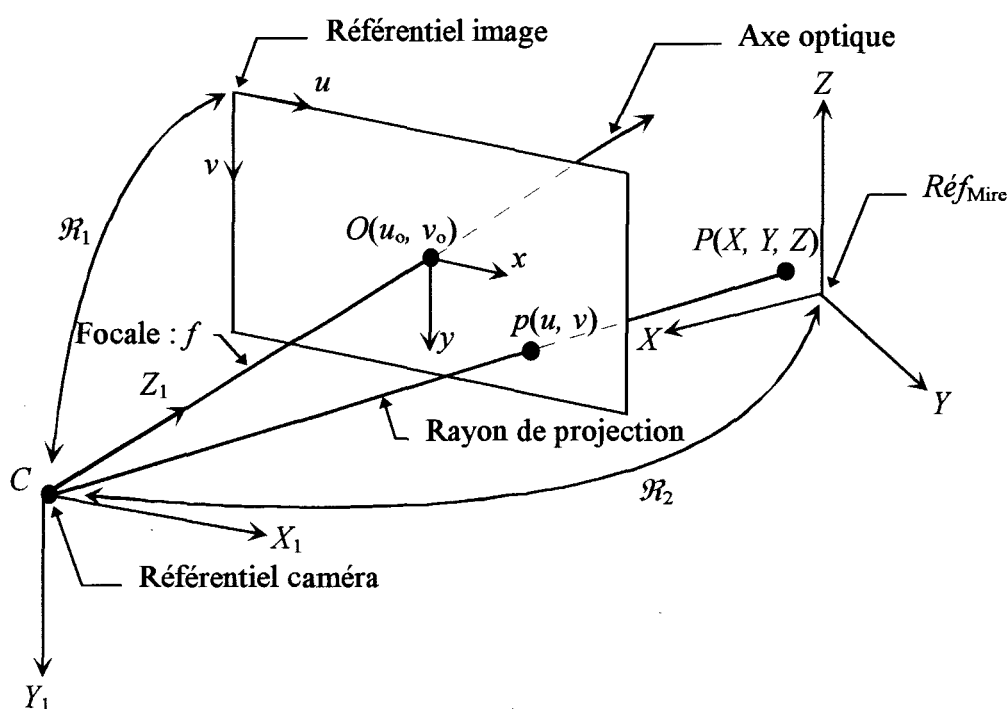 Référentiel image
Axe optique
u
Z
v
Réf_Mire
ℜ₁
O(u₀, v₀)
P(X, Y, Z)
x
p(u, v)
Focale : f
y
X
Z₁
Y
Rayon de projection
C
ℜ₂
X₁
Référentiel caméra
Y₁